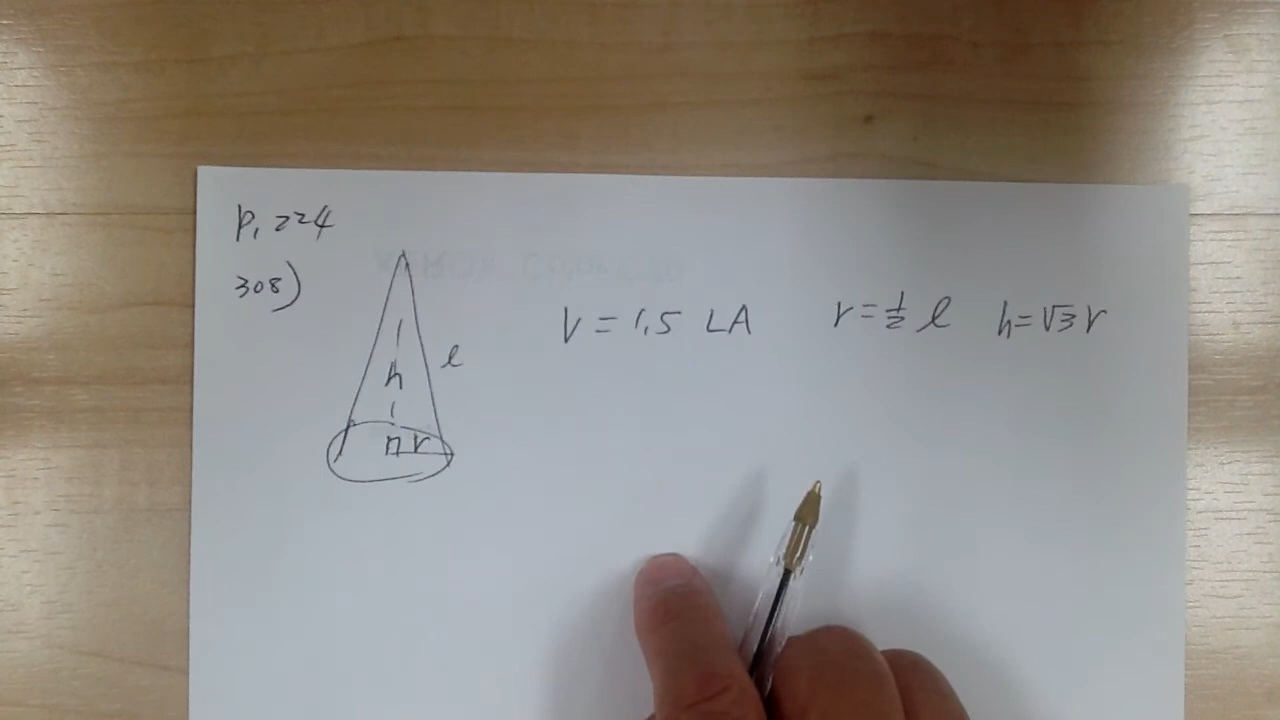 P. 224
308)
V = 1.5 LA r = 1/2 l h = √3 r
h
l
r